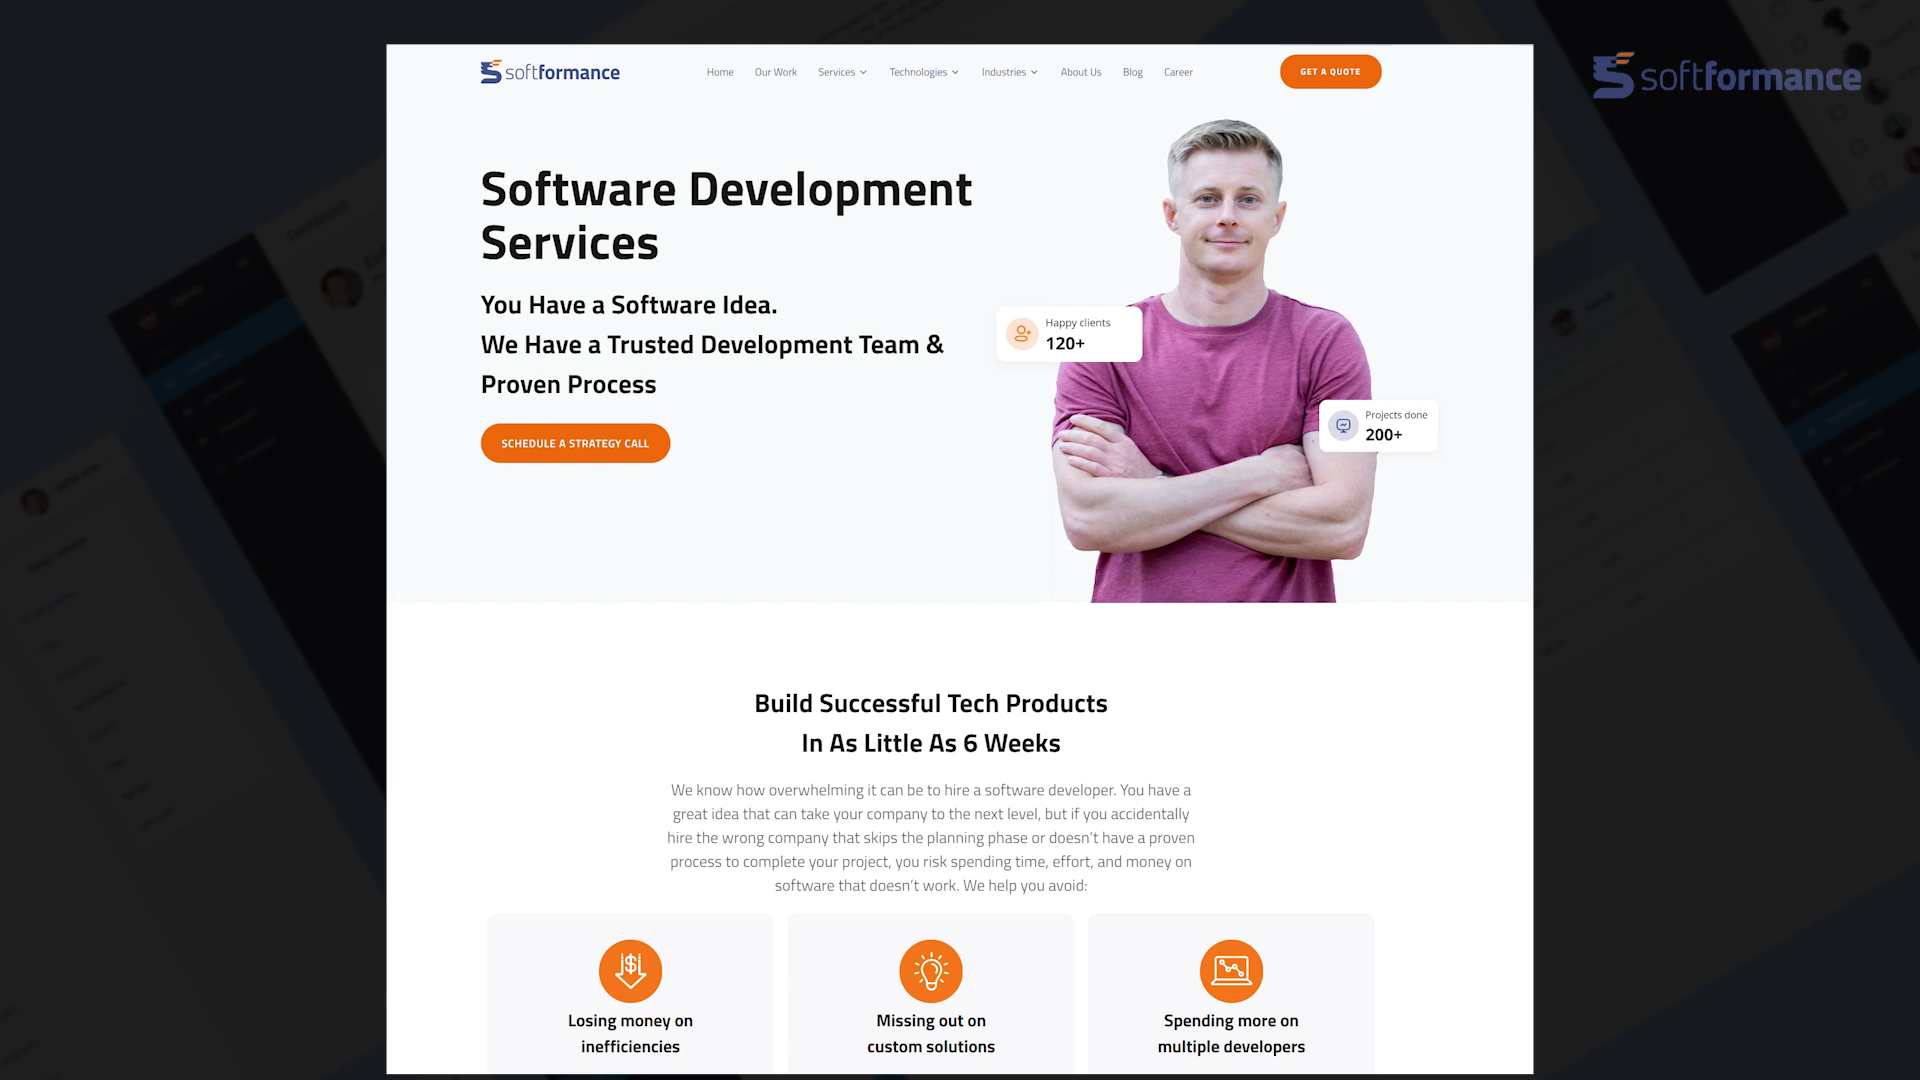 softformance
Home
Our Work
Services
Technologies
Industries
About Us
Blog
Career
GET A QUOTE
softformance
Software Development
Services
You Have a Software Idea.
We Have a Trusted Development Team &
Proven Process
SCHEDULE A STRATEGY CALL
Happy clients
120+
Projects done
200+
Build Successful Tech Products
In As Little As 6 Weeks
We know how overwhelming it can be to hire a software developer. You have a
great idea that can take your company to the next level, but if you accidentally
hire the wrong company that skips the planning phase or doesn’t have a proven
process to complete your project, you risk spending time, effort, and money on
software that doesn’t work. We help you avoid:
Losing money on
inefficiencies
Missing out on
custom solutions
Spending more on
multiple developers